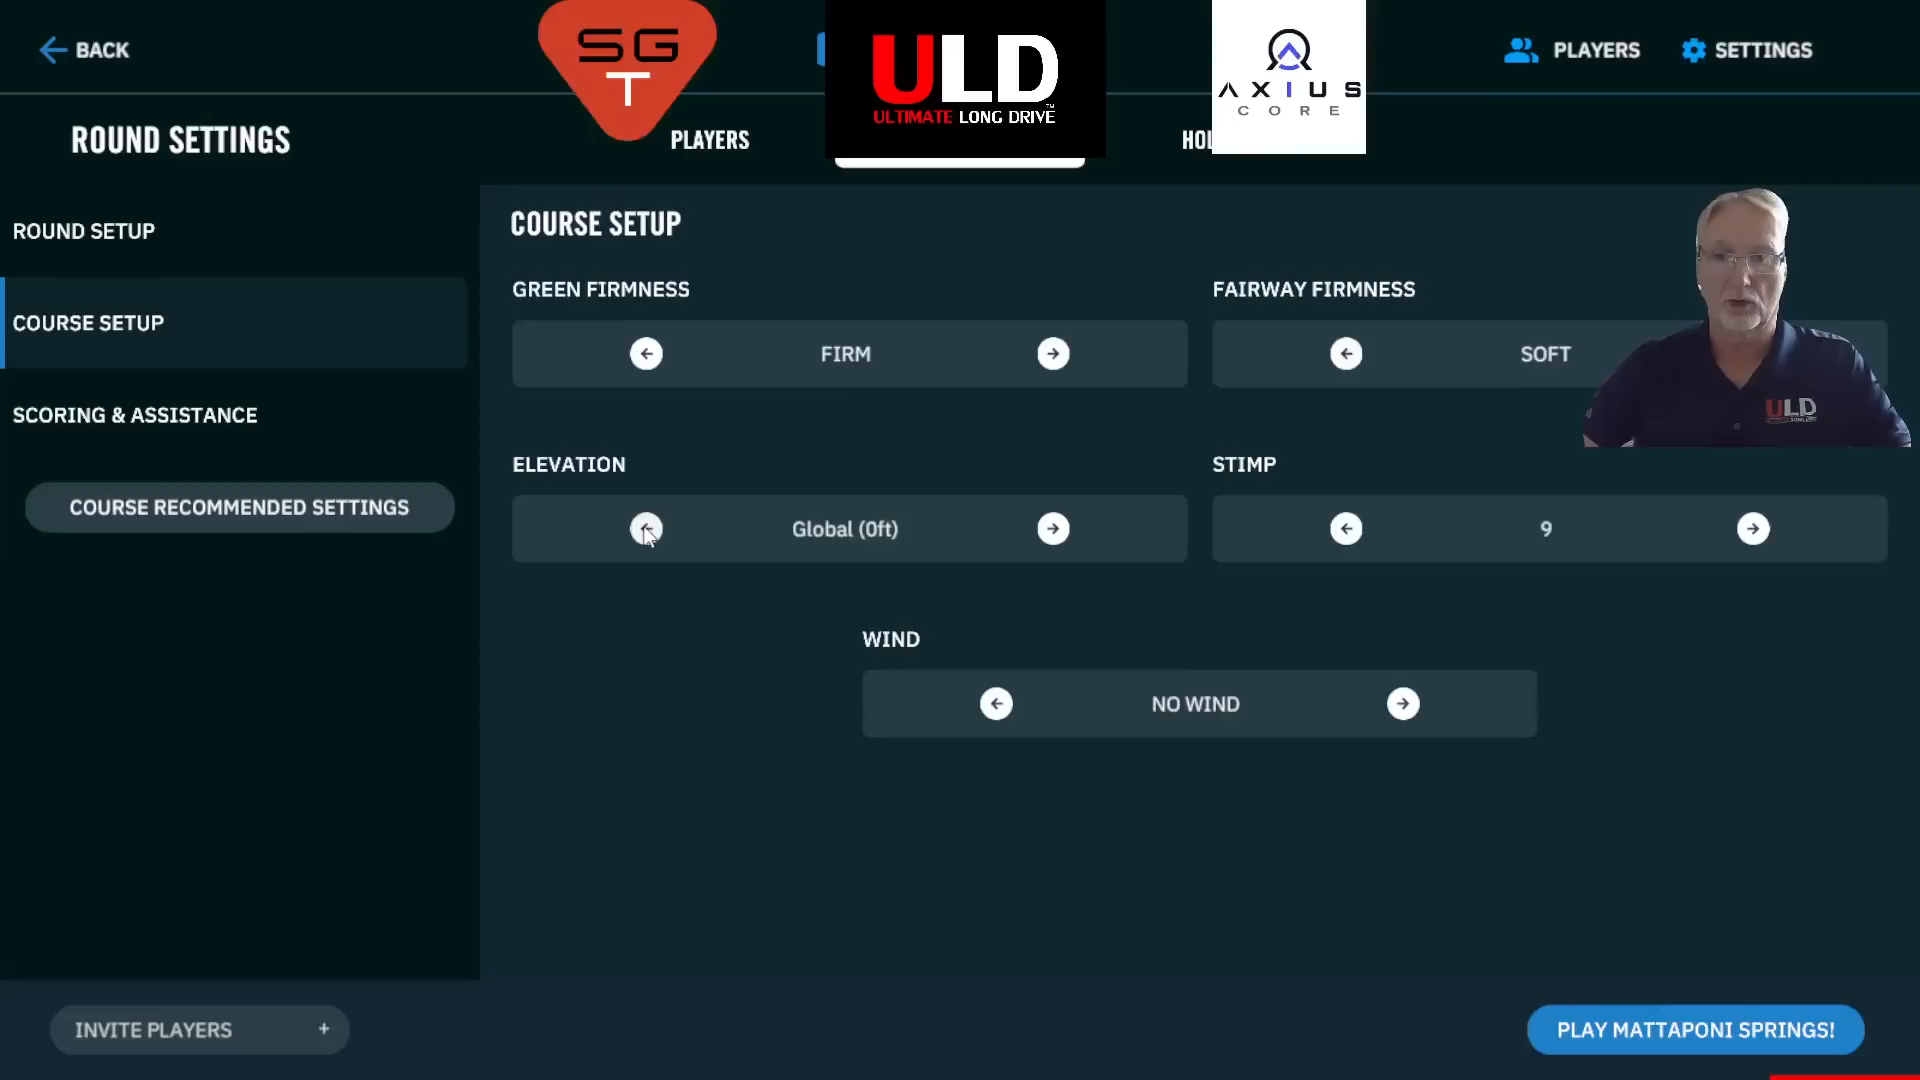 BACK
SG
T
ULD
TM
ULTIMATE LONG DRIVE
AXIUS
CORE
PLAYERS
SETTINGS
ROUND SETTINGS
PLAYERS
HOL
ROUND SETUP
COURSE SETUP
SCORING & ASSISTANCE
COURSE RECOMMENDED SETTINGS
COURSE SETUP
GREEN FIRMNESS
FIRM
FAIRWAY FIRMNESS
SOFT
ULD
ELEVATION
Global (0ft)
STIMP
9
WIND
NO WIND
INVITE PLAYERS +
PLAY MATTAPONI SPRINGS!